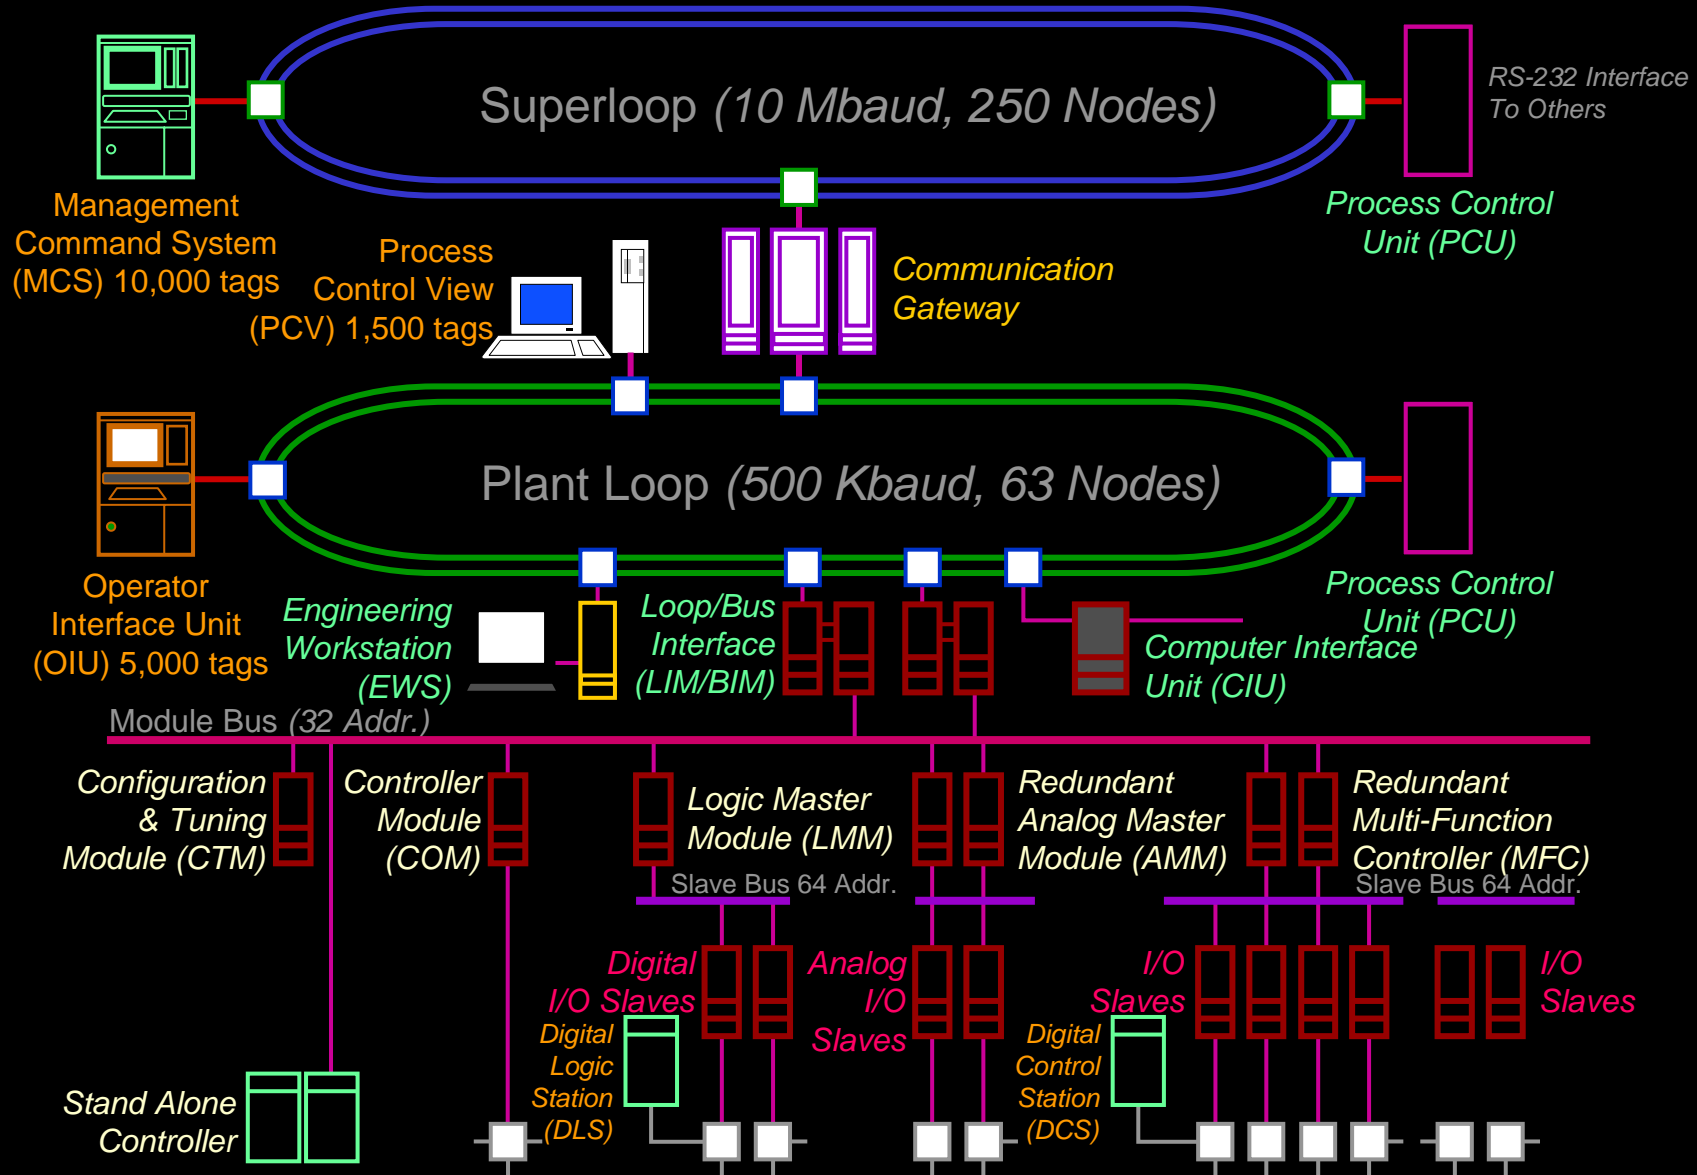 Superloop (10 Mbaud, 250 Nodes)
RS-232 Interface
To Others
Management
Command System
(MCS) 10,000 tags
Process Control
Unit (PCU)
Process
Control View
(PCV) 1,500 tags
Communication
Gateway
Plant Loop (500 Kbaud, 63 Nodes)
Operator
Interface Unit
(OIU) 5,000 tags
Engineering
Workstation
(EWS)
Loop/Bus
Interface
(LIM/BIM)
Process Control
Unit (PCU)
Computer Interface
Unit (CIU)
Module Bus (32 Addr.)
Configuration
& Tuning
Module (CTM)
Controller
Module
(COM)
Logic Master
Module (LMM)
Redundant
Analog Master
Module (AMM)
Redundant
Multi-Function
Controller (MFC)
Slave Bus 64 Addr.
Slave Bus 64 Addr.
Digital
I/O Slaves
Analog
I/O
Slaves
I/O
Slaves
I/O
Slaves
Digital
Logic
Station
(DLS)
Digital
Control
Station
(DCS)
Stand Alone
Controller